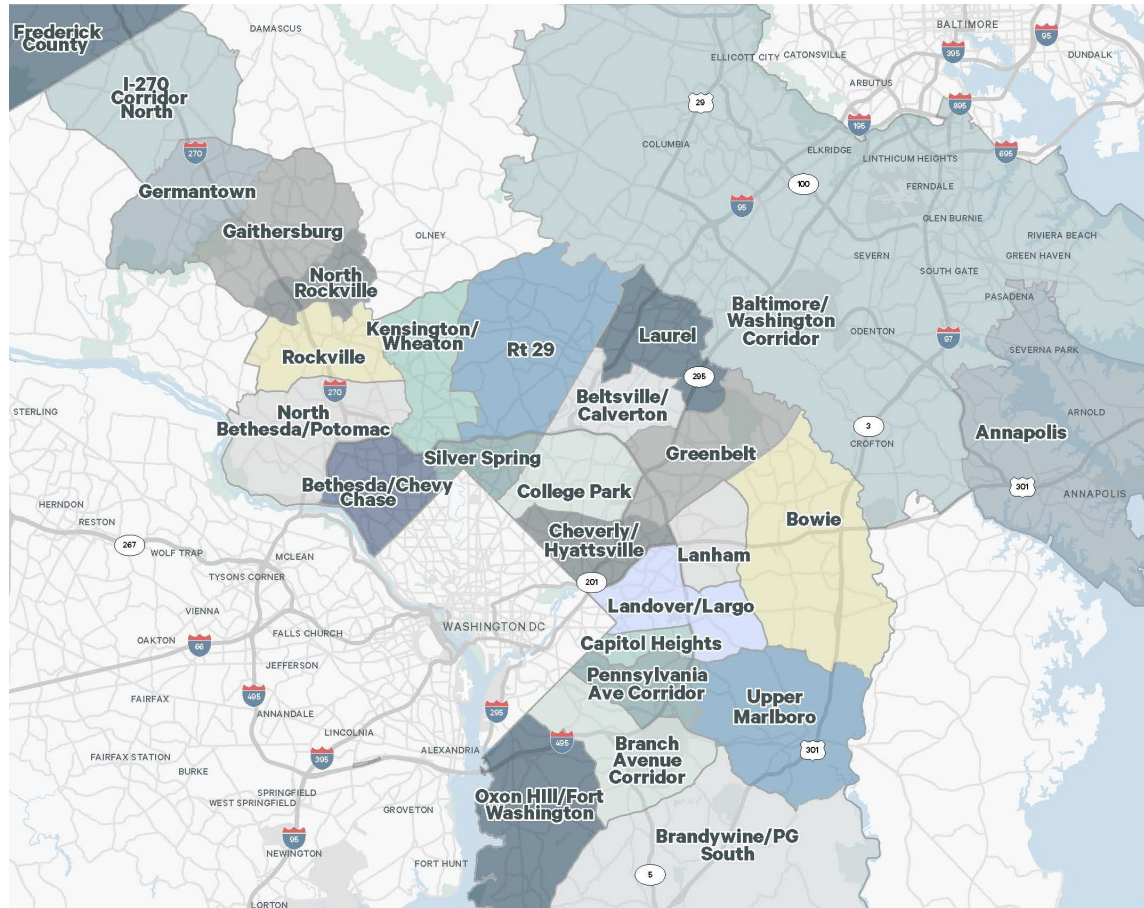 BALTIMORE
95
DAMASCUS
Frederick
County
395
ELLICOTT CITY
CATONSVILLE
DUNDALK
ARBUTUS
I-270
Corridor
North
29
895
195
COLUMBIA
ELKRIDGE
LINTHICUM HEIGHTS
695
270
100
FERNDALE
Germantown
95
GLEN BURNIE
Gaithersburg
OLNEY
RIVIERA BEACH
SEVERN
GREEN HAVEN
SOUTH GATE
North
Rockville
PASADENA
Baltimore/
Washington
Corridor
Kensington/
Wheaton
Laurel
ODENTON
97
Rt 29
SEVERNA PARK
Rockville
295
270
STERLING
Beltsville/
Calverton
ARNOLD
North
Bethesda/Potomac
3
CROFTON
Annapolis
Silver Spring
Greenbelt
Bethesda/Chevy
Chase
College Park
301
ANNAPOLIS
HERNDON
RESTON
Bowie
267
WOLF TRAP
Cheverly/
Hyattsville
MCLEAN
Lanham
TYSONS CORNER
201
VIENNA
Landover/Largo
WASHINGTON DC
OAKTON
66
FALLS CHURCH
Capitol Heights
JEFFERSON
Pennsylvania
Ave Corridor
FAIRFAX
495
ANNANDALE
295
Upper
Marlboro
LINCOLNIA
495
Branch
Avenue
Corridor
301
FAIRFAX STATION
395
ALEXANDRIA
BURKE
SPRINGFIELD
WEST SPRINGFIELD
GROVETON
Oxon Hill/Fort
Washington
95
NEWINGTON
Brandywine/PG
South
FORT HUNT
5
LORTON